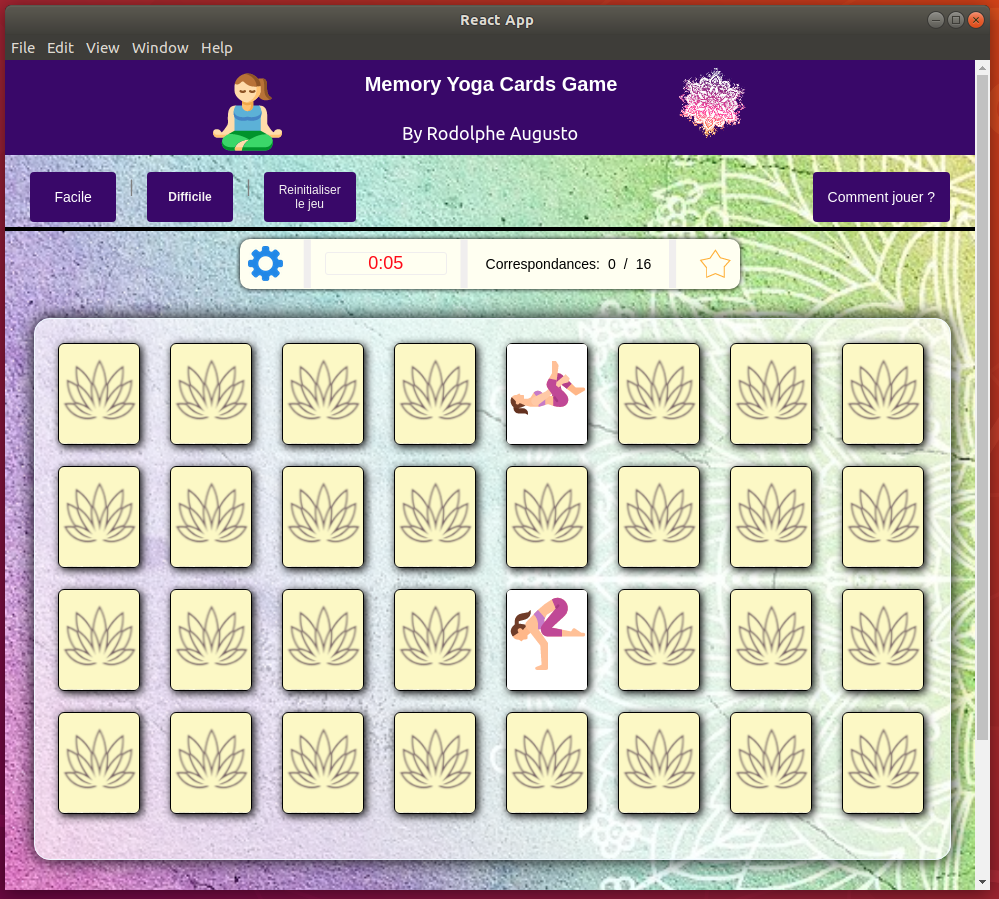 React App
File Edit View Window Help
Memory Yoga Cards Game
By Rodolphe Augusto
Facile | Difficile | Reinitialiser
le jeu
Comment jouer ?
0:05
Correspondances: 0 / 16